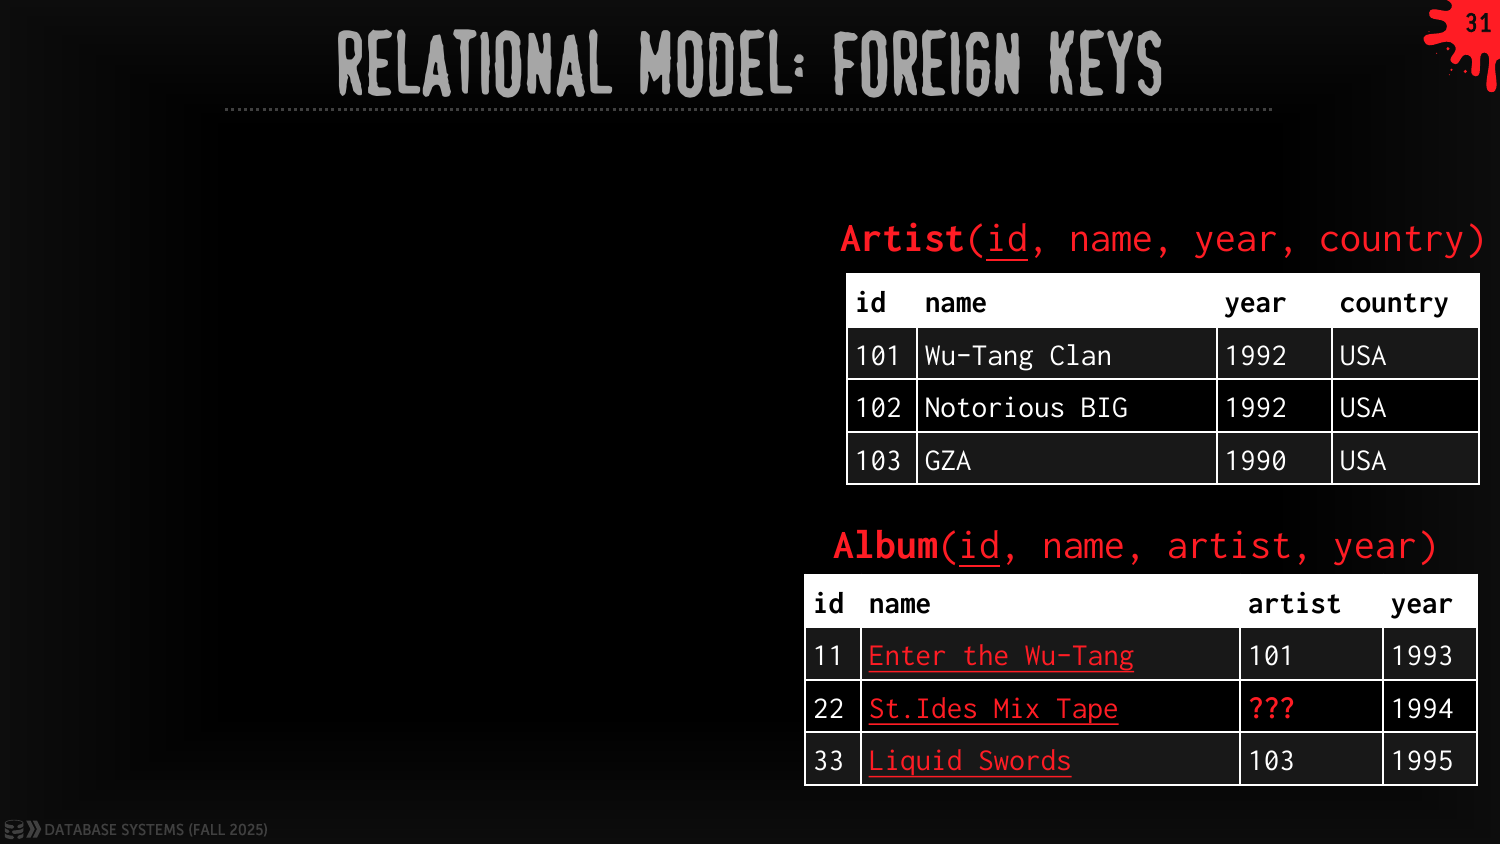 31
RELATIONAL MODEL: FOREIGN KEYS
Artist(id, name, year, country)
id name year country
101 Wu-Tang Clan 1992 USA
102 Notorious BIG 1992 USA
103 GZA 1990 USA
Album(id, name, artist, year)
id name artist year
11 Enter the Wu-Tang 101 1993
22 St.Ides Mix Tape ??? 1994
33 Liquid Swords 103 1995
DATABASE SYSTEMS (FALL 2025)